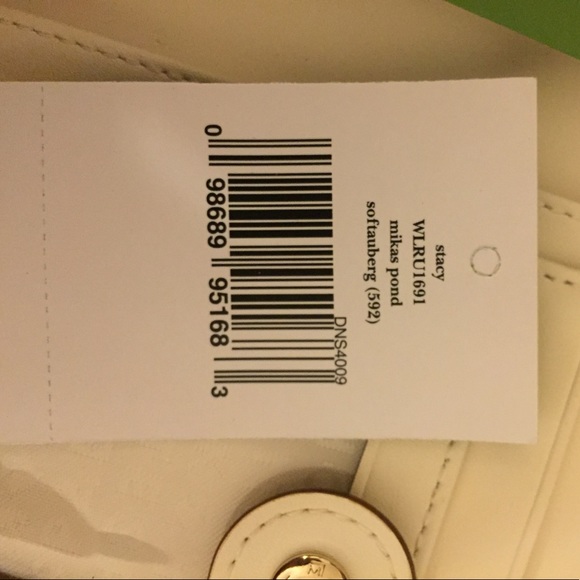 stacy
WLRU1691
mikas pond
softauberg (592)
DNS4009
0 98689 95168 3